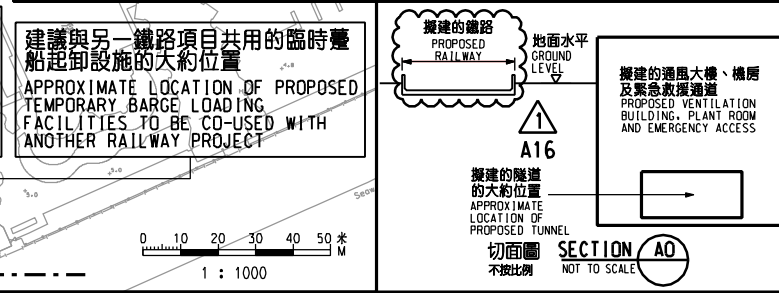 建議與另一鐵路項目共用的臨時躉
船起卸設施的大約位置
APPROXIMATE LOCATION OF PROPOSED
TEMPORARY BARGE LOADING
FACILITIES TO BE CO-USED WITH
ANOTHER RAILWAY PROJECT
0 10 20 30 40 50 米
M
1 : 1000
擬建的鐵路
PROPOSED
RAILWAY
地面水平
GROUND
LEVEL
1
A16
擬建的通風大樓、機房
及緊急救援通道
PROPOSED VENTILATION
BUILDING, PLANT ROOM
AND EMERGENCY ACCESS
擬建的隧道
的大約位置
APPROXIMATE
LOCATION OF
PROPOSED TUNNEL
切面圖 SECTION AO
不按比例 NOT TO SCALE